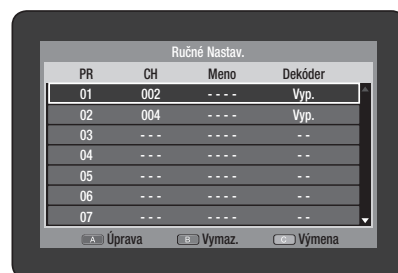 Ručné Nastav.
PR CH Meno Dekóder
01 002 - - - - Vyp.
02 004 - - - - Vyp.
03 - - - - - - - - -
04 - - - - - - - - -
05 - - - - - - - - -
06 - - - - - - - - -
07 - - - - - - - - -
A Úprava B Vymaz. C Výmena